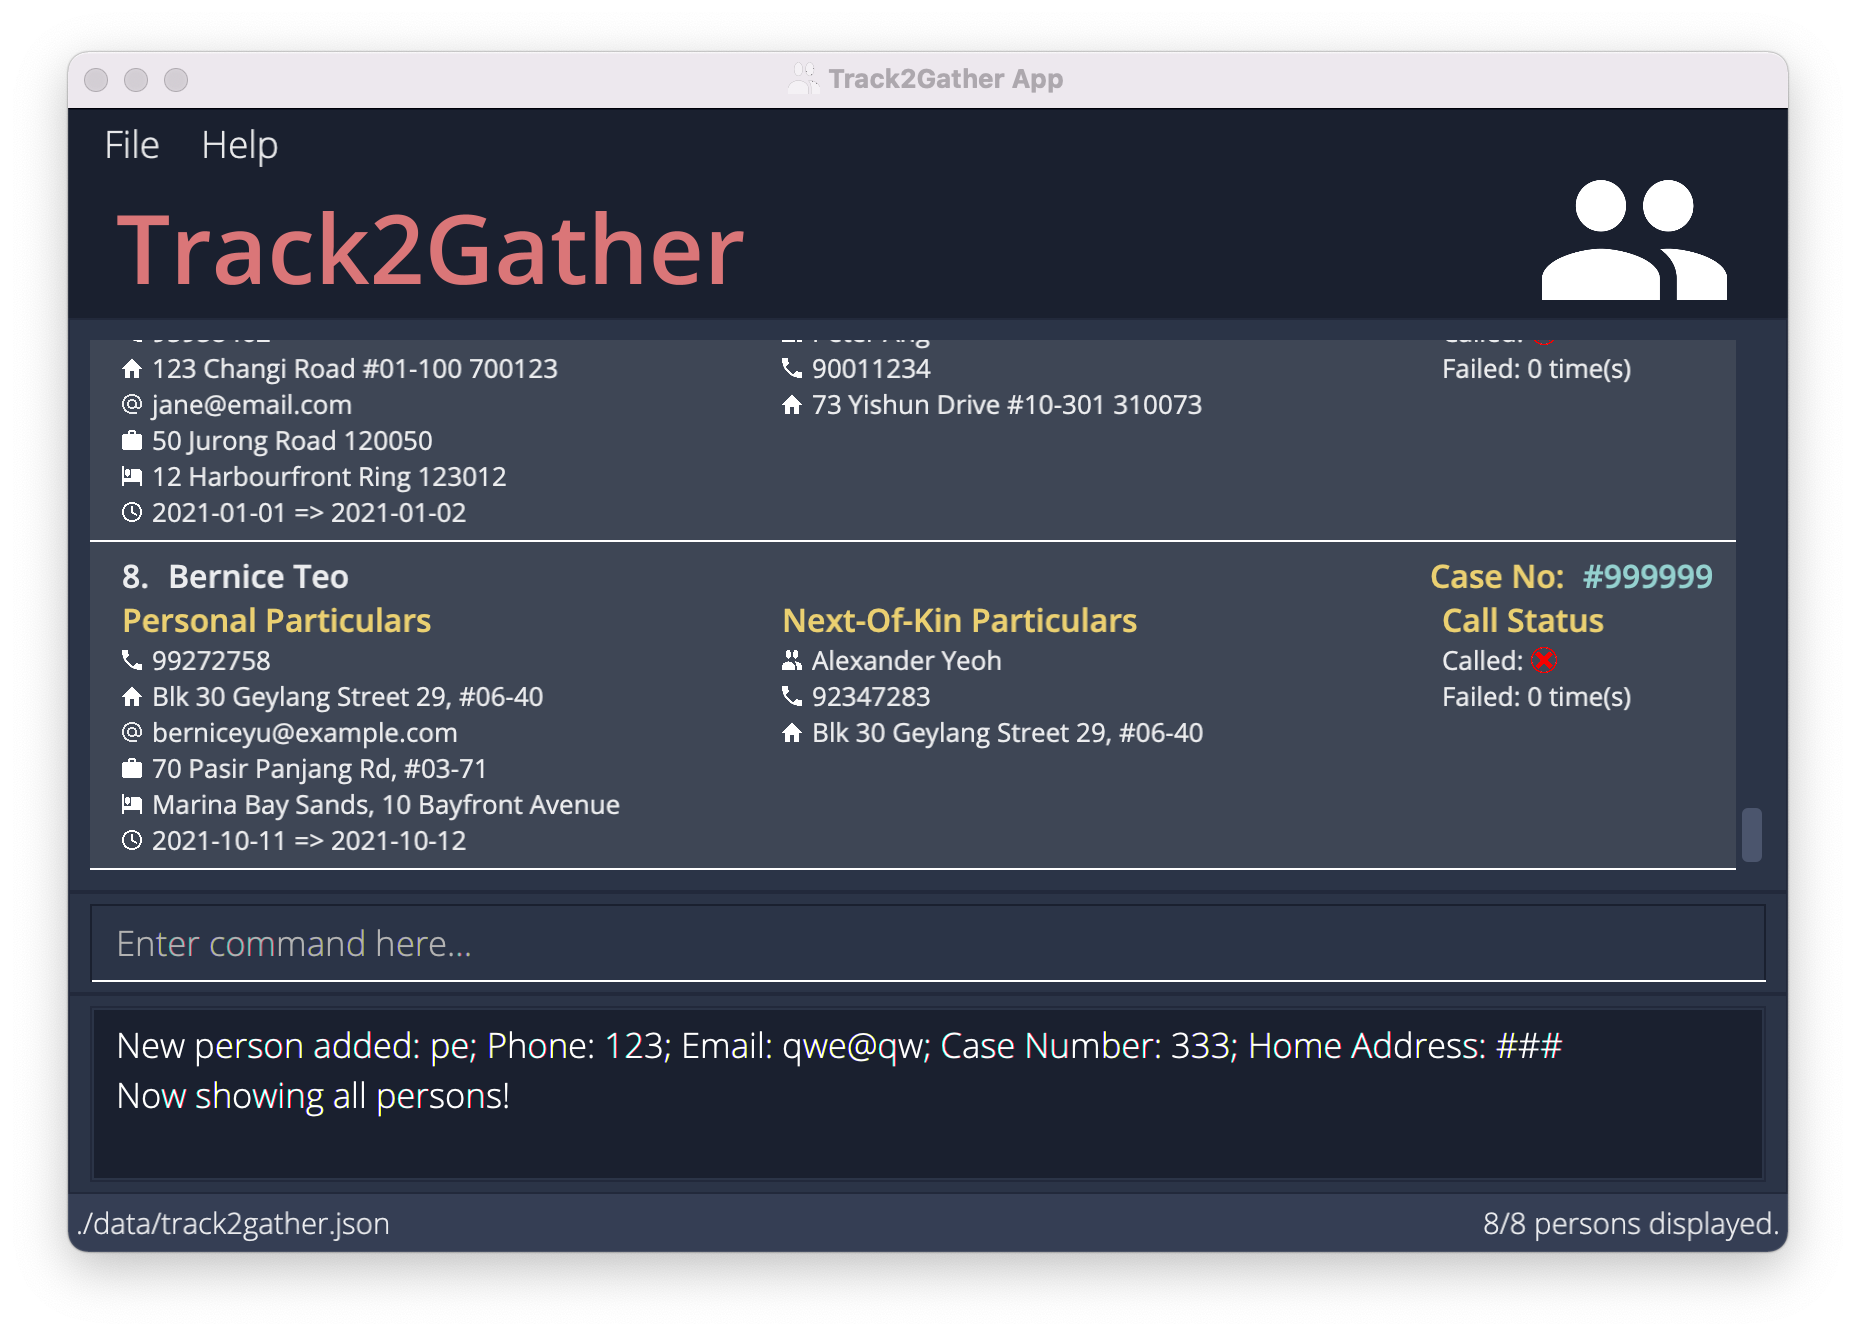 Track2Gather App
File Help
Track2Gather
123 Changi Road #01-100 700123
90011234
Failed: 0 time(s)
jane@email.com
73 Yishun Drive #10-301 310073
50 Jurong Road 120050
12 Harbourfront Ring 123012
2021-01-01 => 2021-01-02
8. Bernice Teo
Case No: #999999
Personal Particulars
Next-Of-Kin Particulars
Call Status
99272758
Alexander Yeoh
Called:
Blk 30 Geylang Street 29, #06-40
92347283
Failed: 0 time(s)
berniceyu@example.com
Blk 30 Geylang Street 29, #06-40
70 Pasir Panjang Rd, #03-71
Marina Bay Sands, 10 Bayfront Avenue
2021-10-11 => 2021-10-12
Enter command here...
New person added: pe; Phone: 123; Email: qwe@qw; Case Number: 333; Home Address: ###
Now showing all persons!
./data/track2gather.json
8/8 persons displayed.